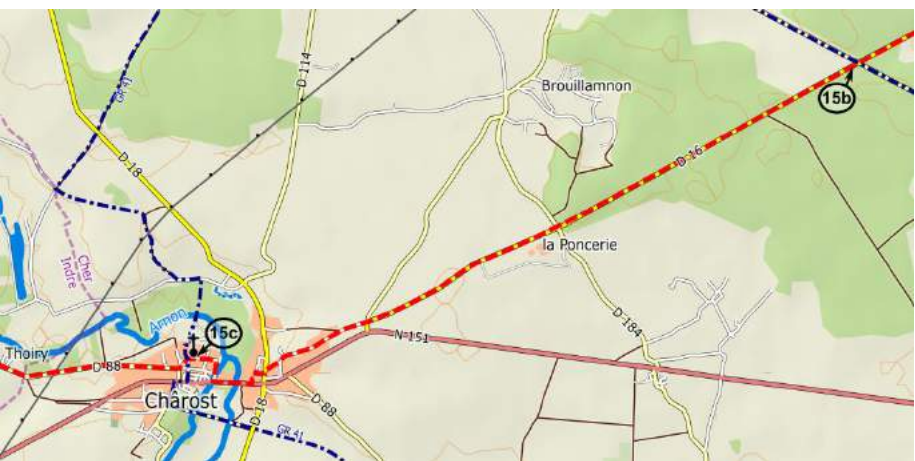 D 114
GR 41
Brouillamnon
15b
D 18
D 16
la Poncerie
Cher
Indre
Arnon
15c
D 184
N 151
Thoiry
D 88
Charost
D 18
D 88
GR 41